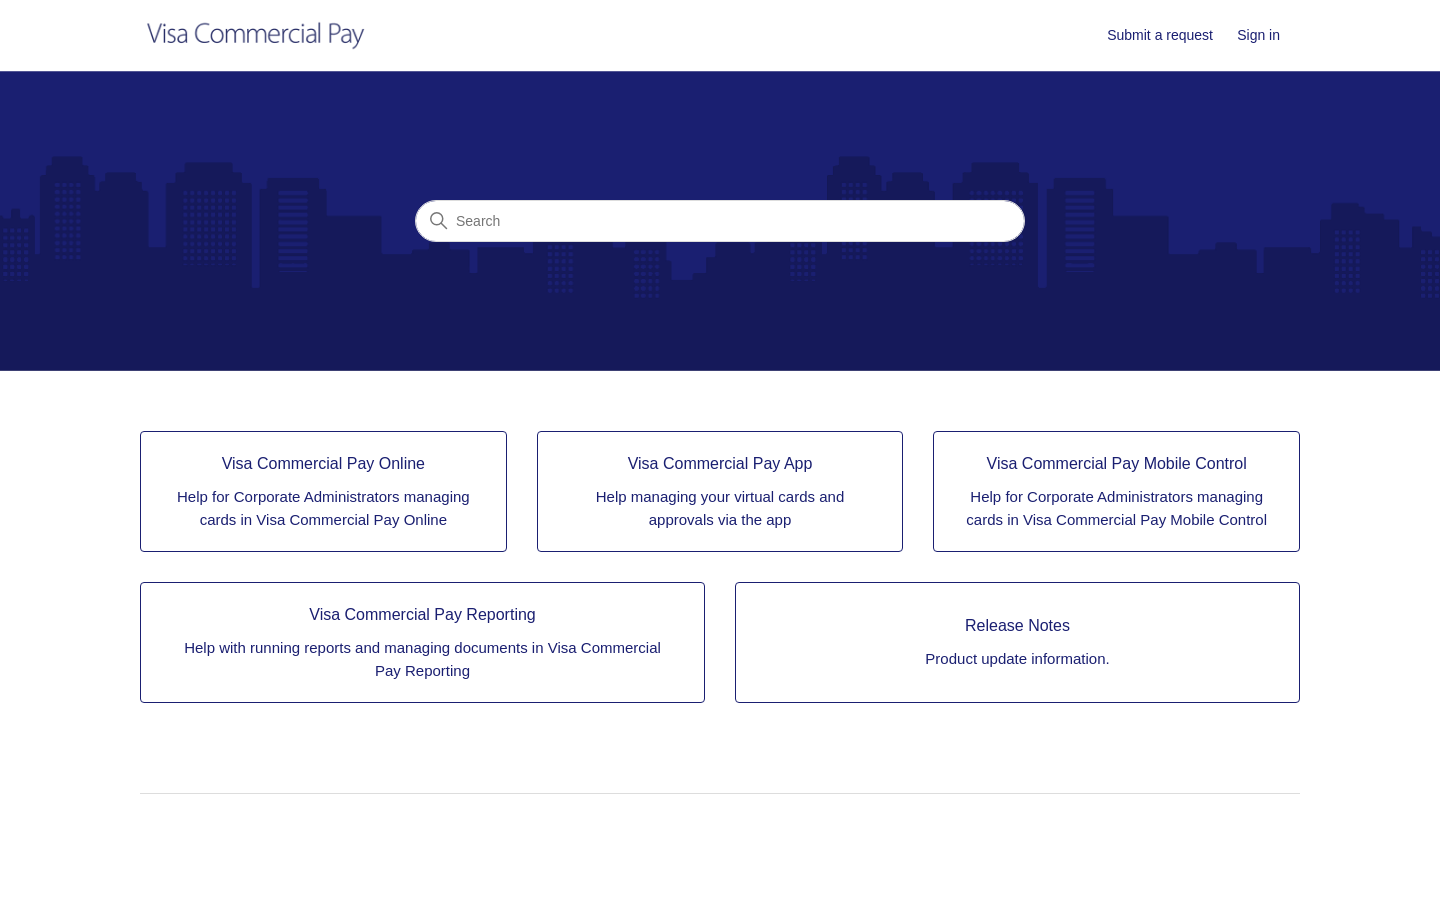 Visa Commercial Pay
Submit a request
Sign in
Search
Visa Commercial Pay Online
Help for Corporate Administrators managing
cards in Visa Commercial Pay Online
Visa Commercial Pay App
Help managing your virtual cards and
approvals via the app
Visa Commercial Pay Mobile Control
Help for Corporate Administrators managing
cards in Visa Commercial Pay Mobile Control
Visa Commercial Pay Reporting
Help with running reports and managing documents in Visa Commercial
Pay Reporting
Release Notes
Product update information.